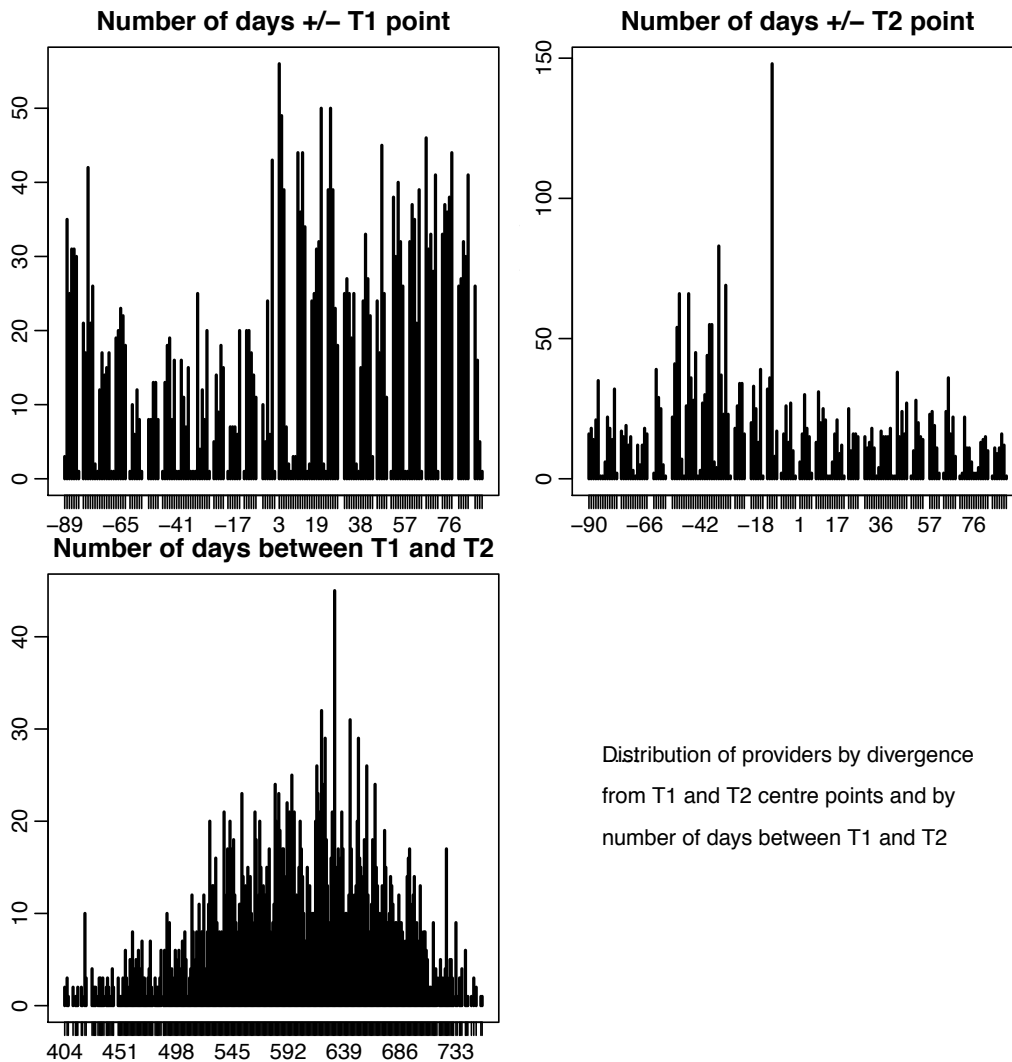 Number of days +/− T1 point
50
40
30
20
10
0
−89 −65 −41 −17 3 19 38 57 76
Number of days +/− T2 point
150
100
50
0
−90 −66 −42 −18 1 17 36 57 76
Number of days between T1 and T2
40
30
20
10
0
404 451 498 545 592 639 686 733
Distribution of providers by divergence
from T1 and T2 centre points and by
number of days between T1 and T2